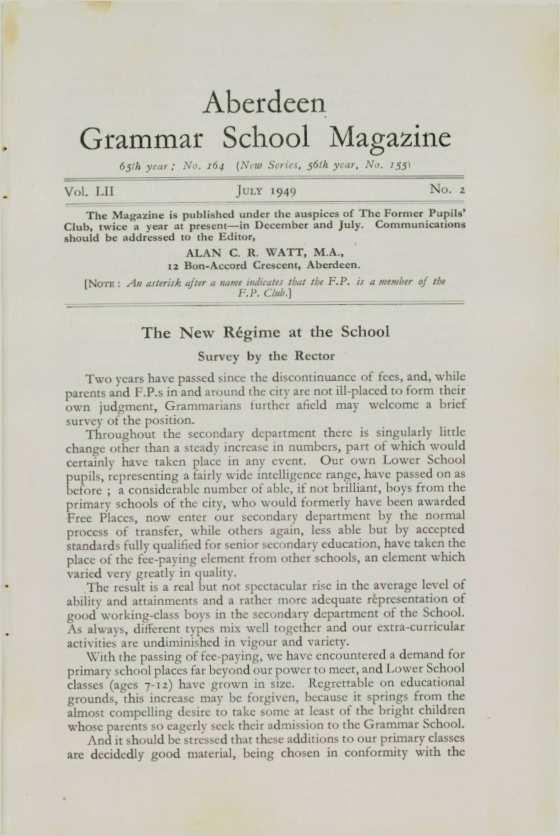 Aberdeen
Grammar School Magazine
65th year; No. 164 (New Series, 56th year, No. 155)
Vol. LII July 1949 No. 2
The Magazine is published under the auspices of The Former Pupils'
Club, twice a year at present—in December and July. Communications
should be addressed to the Editor,
ALAN C. R. WATT, M.A.,
12 Bon-Accord Crescent, Aberdeen.
[Note: An asterisk after a name indicates that the F.P. is a member of the
F.P. Club.]
The New Régime at the School
Survey by the Rector
Two years have passed since the discontinuance of fees, and, while
parents and F.P.s in and around the city are not ill-placed to form their
own judgment, Grammarians further afield may welcome a brief
survey of the position.
Throughout the secondary department there is singularly little
change other than a steady increase in numbers, part of which would
certainly have taken place in any event. Our own Lower School
pupils, representing a fairly wide intelligence range, have passed on as
before ; a considerable number of able, if not brilliant, boys from the
primary schools of the city, who would formerly have been awarded
Free Places, now enter our secondary department by the normal
process of transfer, while others again, less able but by accepted
standards fully qualified for senior secondary education, have taken the
place of the fee-paying element from other schools, an element which
varied very greatly in quality.
The result is a real but not spectacular rise in the average level of
ability and attainments and a rather more adequate representation of
good working-class boys in the secondary department of the School.
As always, different types mix well together and our extra-curricular
activities are undiminished in vigour and variety.
With the passing of fee-paying, we have encountered a demand for
primary school places far beyond our power to meet, and Lower School
classes (ages 7-12) have grown in size. Regrettable on educational
grounds, this increase may be forgiven, because it springs from the
almost compelling desire to take some at least of the bright children
whose parents so eagerly seek their admission to the Grammar School.
And it should be stressed that these additions to our primary classes
are decidedly good material, being chosen in conformity with the